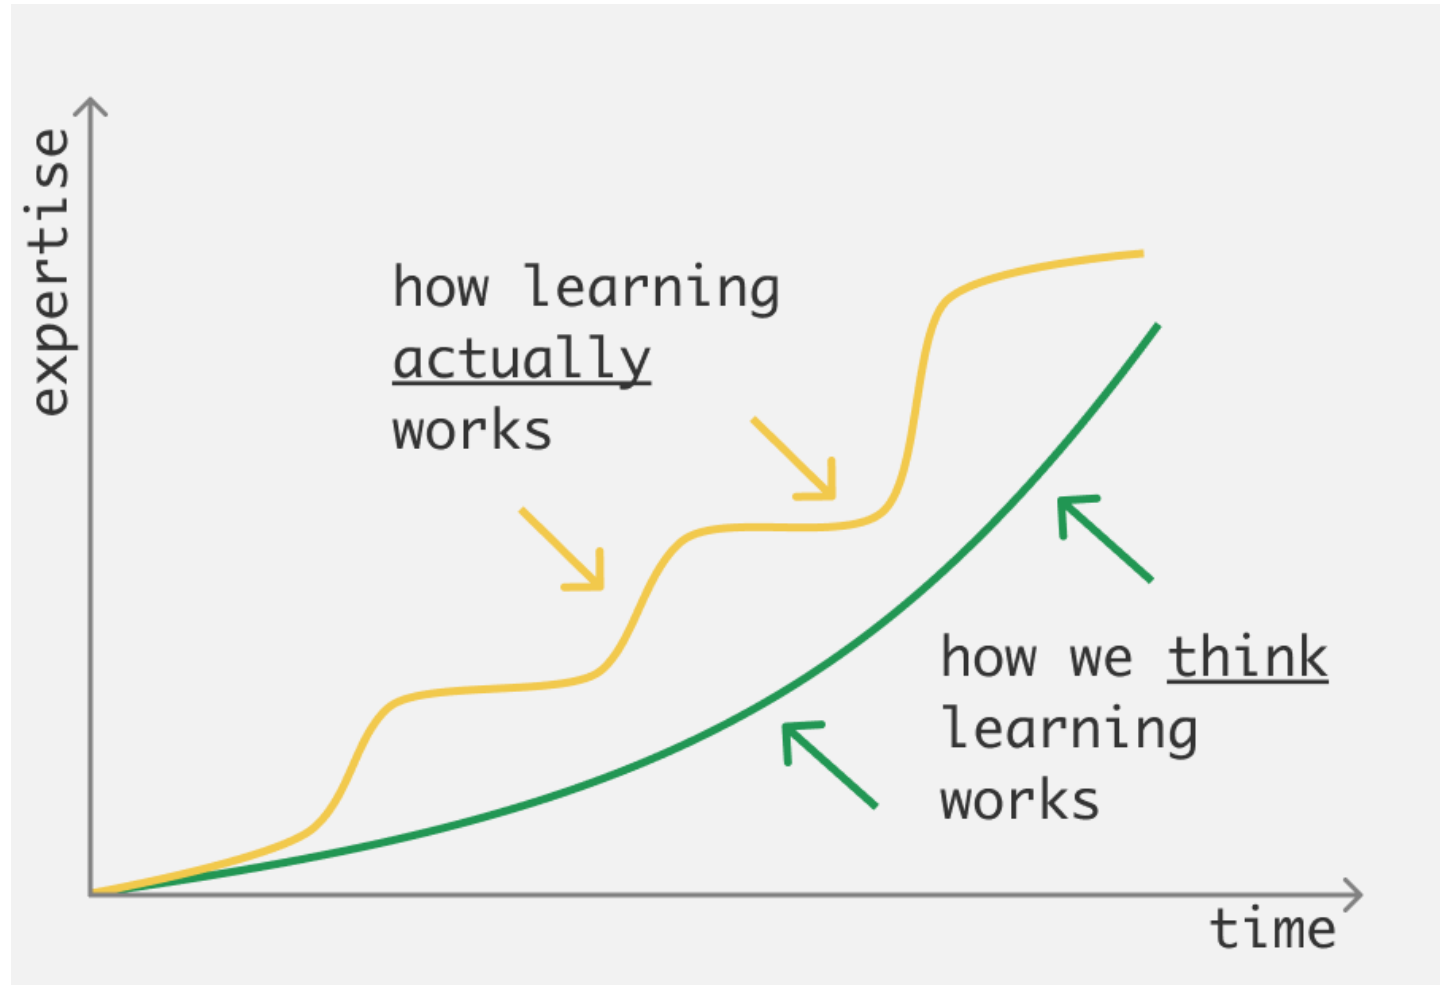 expertise
how learning
actually
works
how we think
learning
works
time